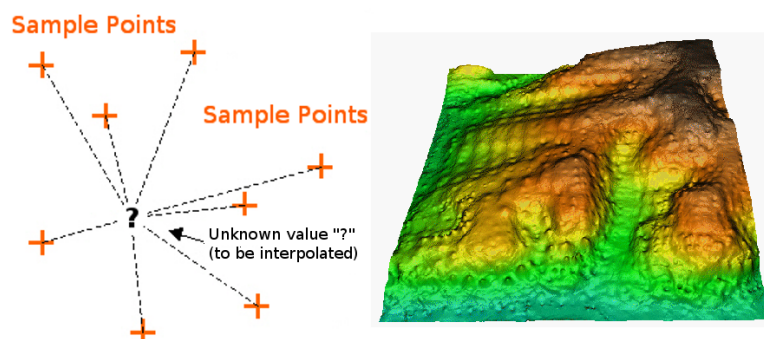 Sample Points
Sample Points
?
Unknown value "?"
(to be interpolated)